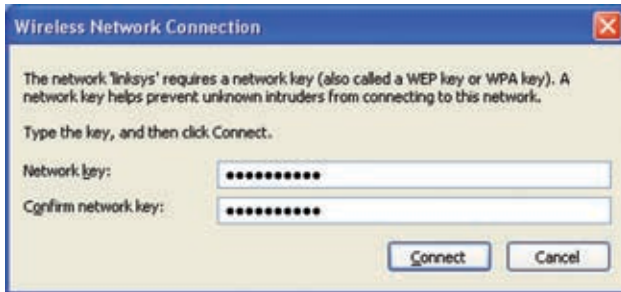 Wireless Network Connection
The network 'linksys' requires a network key (also called a WEP key or WPA key). A
network key helps prevent unknown intruders from connecting to this network.
Type the key, and then click Connect.
Network key: ••••••••••
Confirm network key: ••••••••••
Connect Cancel